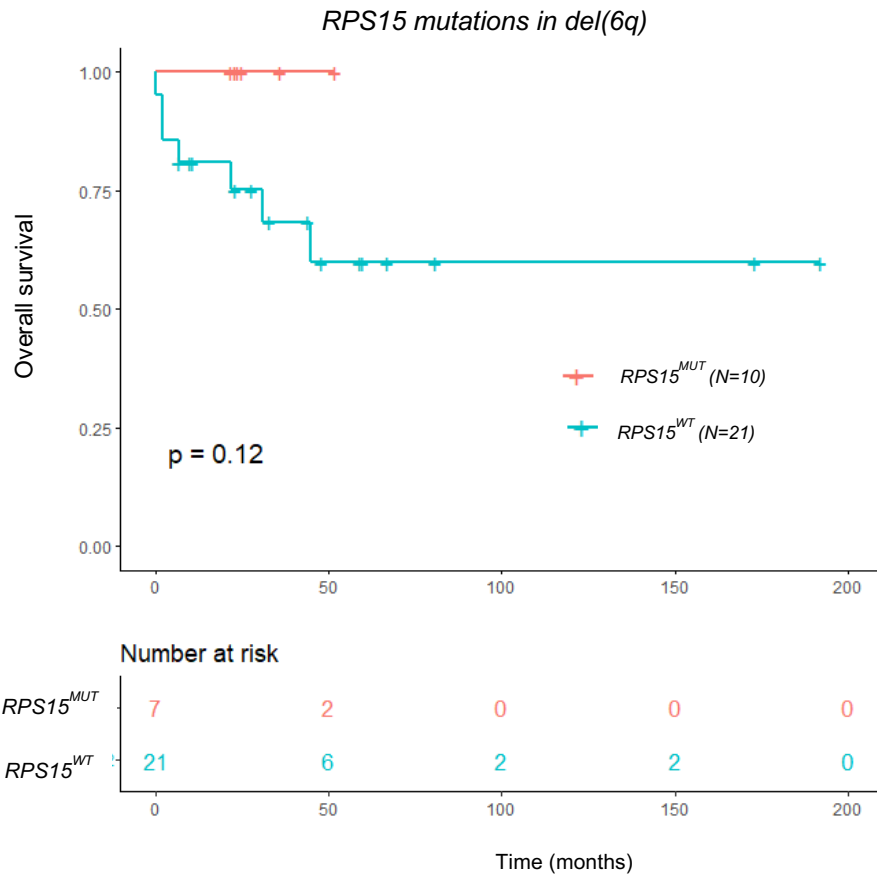 RPS15 mutations in del(6q)
1.00
0.75
0.50
0.25
0.00
Overall survival
RPS15^MUT (N=10)
RPS15^WT (N=21)
p = 0.12
0 50 100 150 200
Number at risk
RPS15^MUT 7 2 0 0 0
RPS15^WT 21 6 2 2 0
0 50 100 150 200
Time (months)